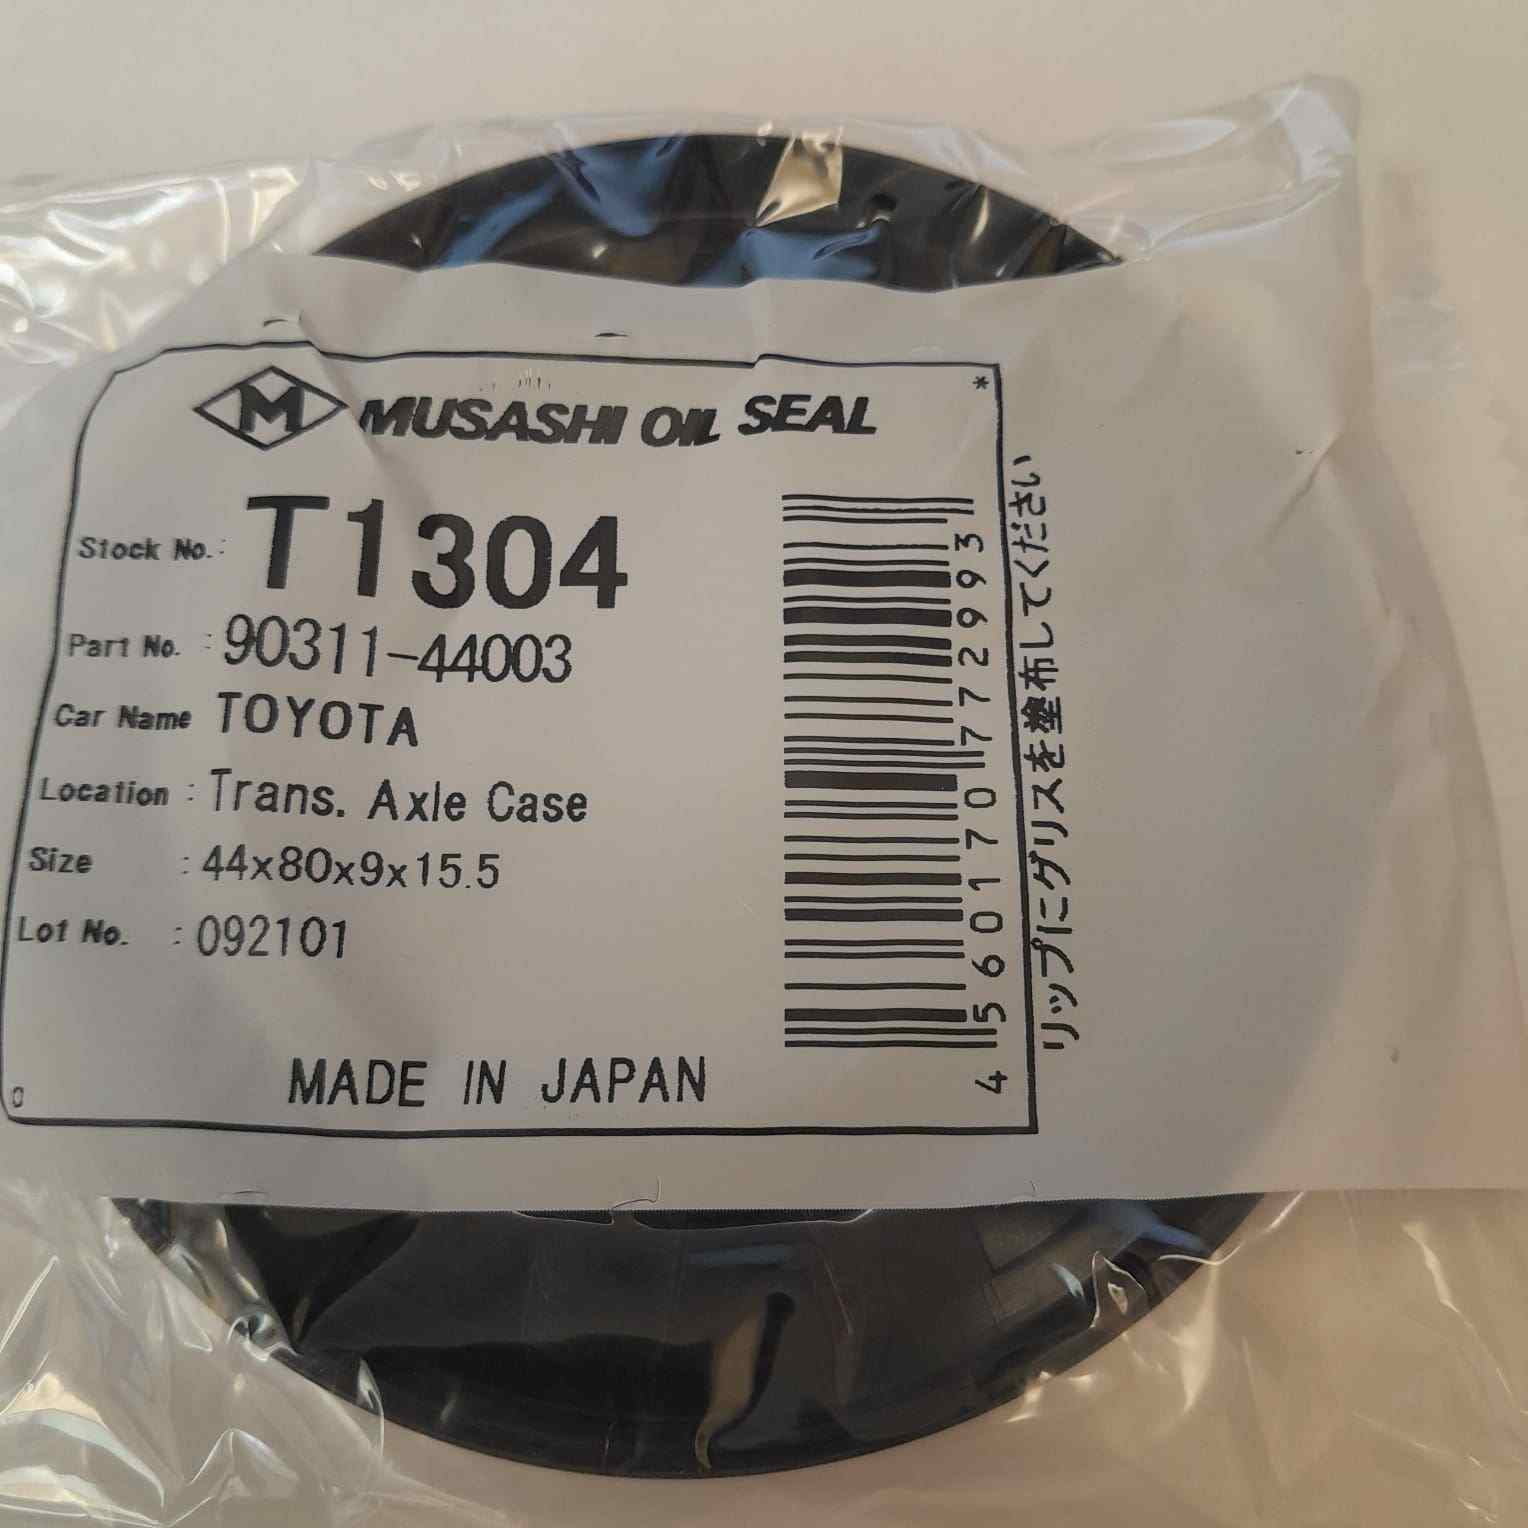 M MUSASHI OIL SEAL *
Stock No.: T1304
Part No. : 90311-44003
Car Name TOYOTA
Location : Trans. Axle Case
Size : 44x80x9x15.5
Lot No. : 092101
MADE IN JAPAN
0
4 560170 772993
リップにグリスを塗布してください